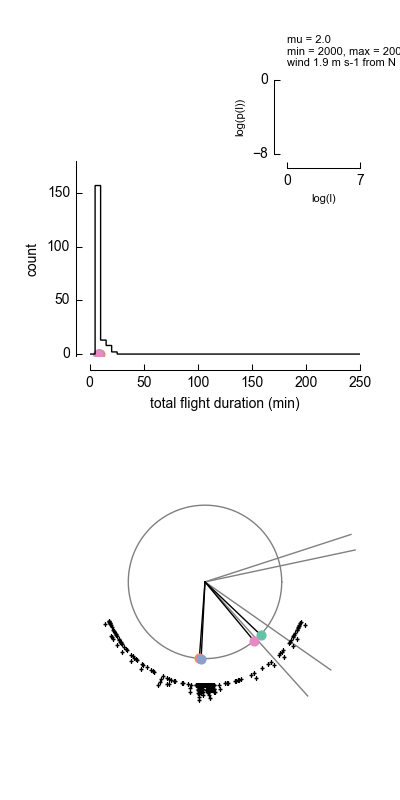 mu = 2.0
min = 2000, max = 200
wind 1.9 m s-1 from N
0
log(p(l))
−8
0 7
log(l)
150
100
50
0
count
0 50 100 150 200 250
total flight duration (min)